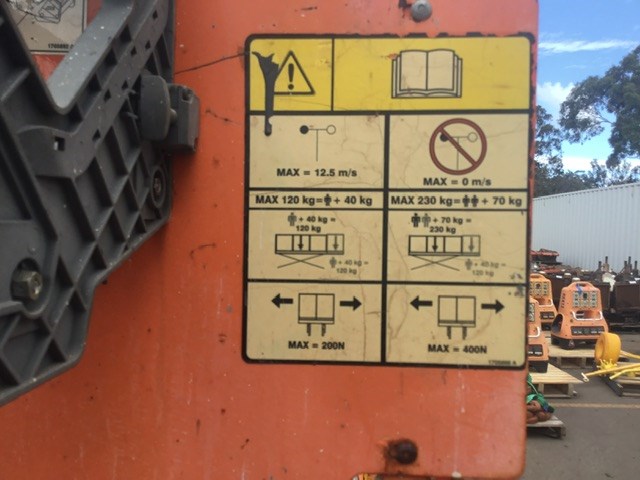 MAX = 12.5 m/s
MAX = 0 m/s
MAX 120 kg= + 40 kg
MAX 230 kg= + 70 kg
+ 40 kg =
120 kg
+ 40 kg =
120 kg
+ 70 kg =
230 kg
+ 40 kg =
120 kg
MAX = 200N
MAX = 400N